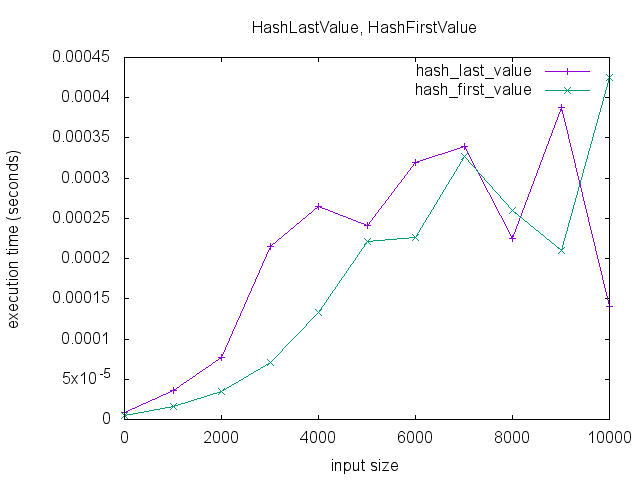 HashLastValue, HashFirstValue
hash_last_value
hash_first_value
0.00045
0.0004
0.00035
0.0003
0.00025
0.0002
0.00015
0.0001
5x10-5
0
0 2000 4000 6000 8000 10000
execution time (seconds)
input size